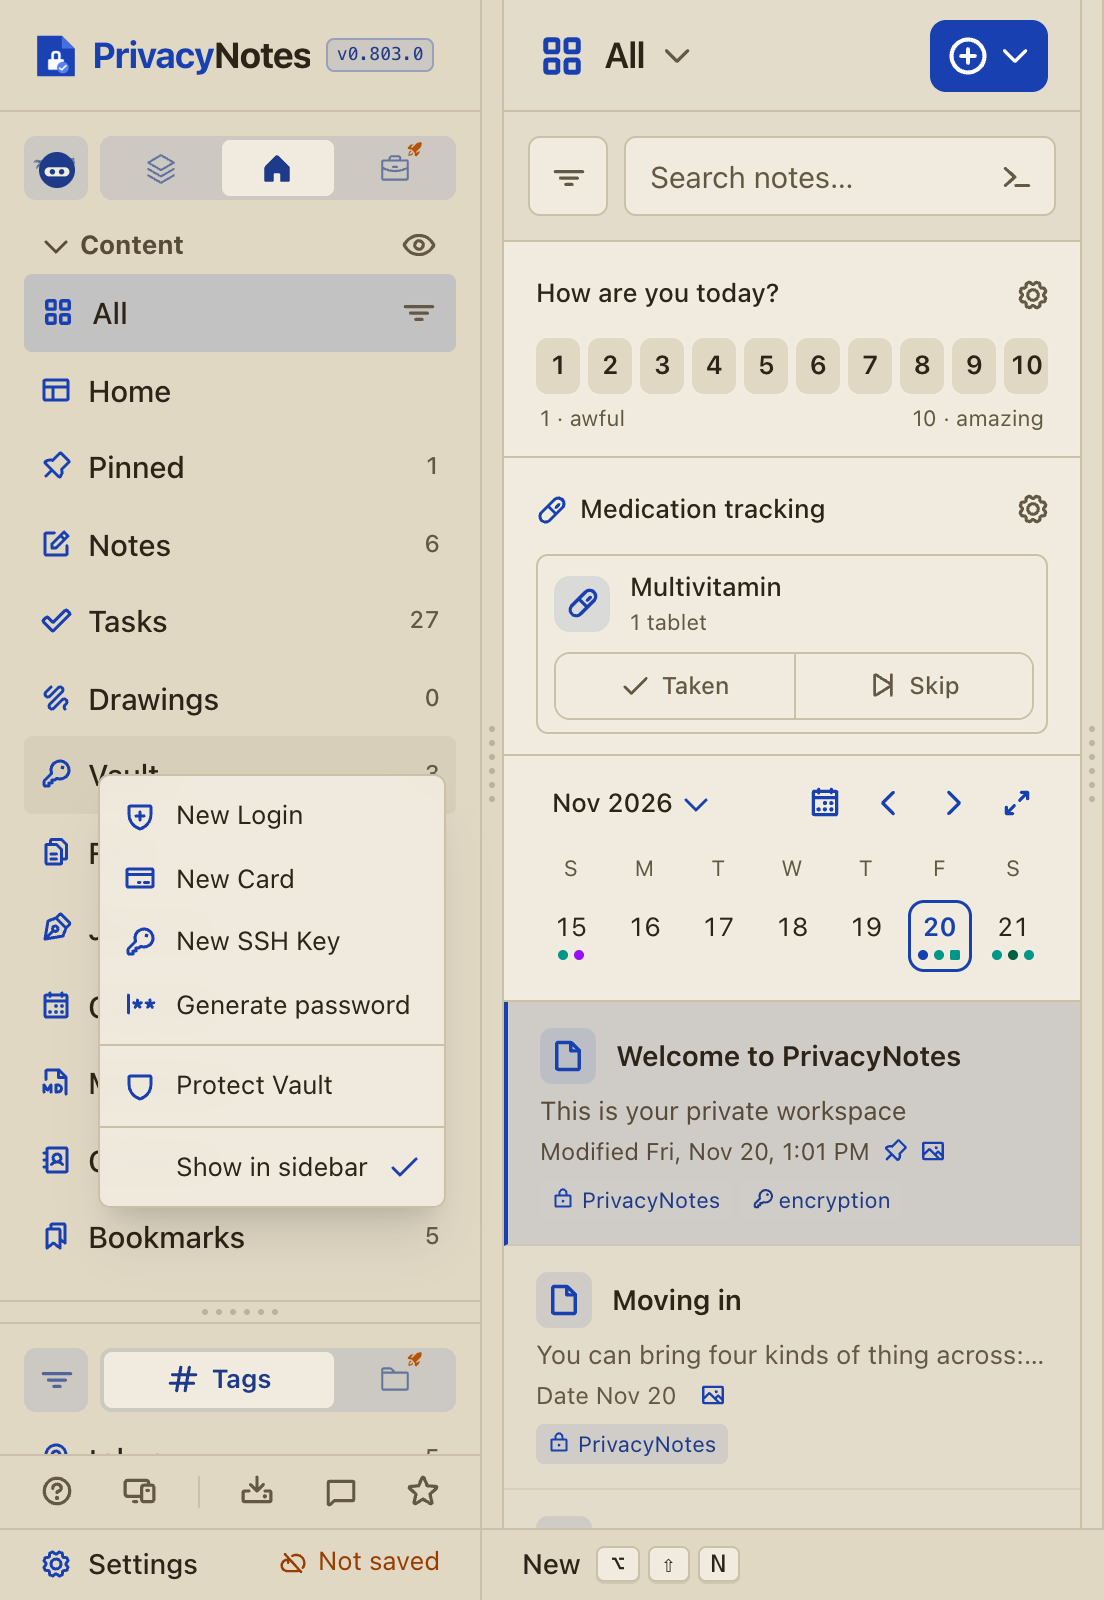 PrivacyNotes v0.803.0
Content
All
Home
Pinned 1
Notes 6
Tasks 27
Drawings 0
Vault 3
New Login
New Card
New SSH Key
Generate password
Protect Vault
Show in sidebar
Bookmarks 5
Tags
Settings
Not saved
All
Search notes...
How are you today?
1 2 3 4 5 6 7 8 9 10
1 · awful 10 · amazing
Medication tracking
Multivitamin
1 tablet
Taken Skip
Nov 2026
S M T W T F S
15 16 17 18 19 20 21
Welcome to PrivacyNotes
This is your private workspace
Modified Fri, Nov 20, 1:01 PM
PrivacyNotes encryption
Moving in
You can bring four kinds of thing across:...
Date Nov 20
PrivacyNotes
New ⌥ ⇧ N